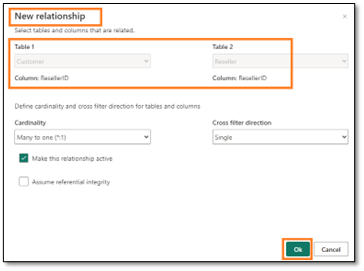 New relationship
Select tables and columns that are related.
Table 1 Table 2
Customer Reseller
Column: ResellerID Column: ResellerID
Define cardinality and cross filter direction for tables and columns
Cardinality Cross filter direction
Many to one (*:1) Single
Make this relationship active
Assume referential integrity
Ok Cancel